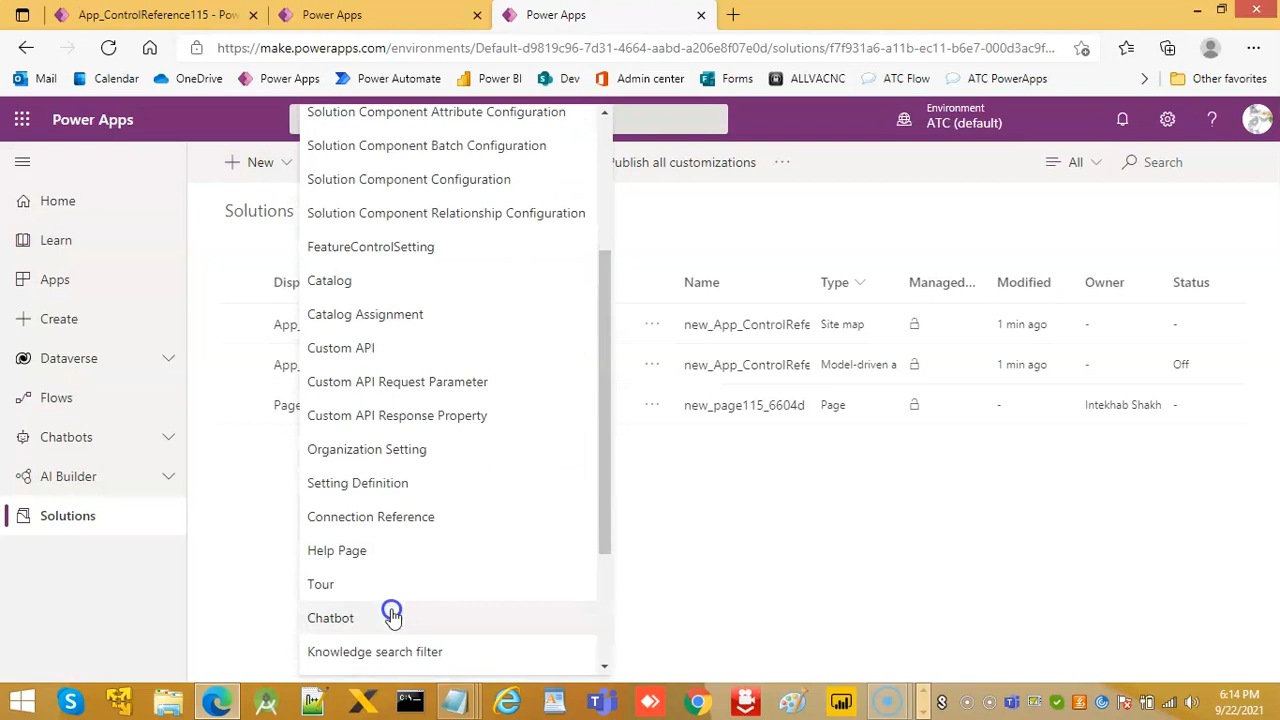 App_ControlReference115 - Po
Power Apps
Power Apps
https://make.powerapps.com/environments/Default-d9819c96-7d31-4664-aabd-a206e8f07e0d/solutions/f7f931a6-a11b-ec11-b6e7-000d3ac9f...
Mail
Calendar
OneDrive
Power Apps
Power Automate
Power BI
Dev
Admin center
Forms
ALLVACNC
ATC Flow
ATC PowerApps
Other favorites
Power Apps
Environment
ATC (default)
New
Publish all customizations
All
Search
Home
Learn
Apps
Create
Dataverse
Flows
Chatbots
AI Builder
Solutions
Solutions
Solution Component Attribute Configuration
Solution Component Batch Configuration
Solution Component Configuration
Solution Component Relationship Configuration
FeatureControlSetting
Catalog
Catalog Assignment
Custom API
Custom API Request Parameter
Custom API Response Property
Organization Setting
Setting Definition
Connection Reference
Help Page
Tour
Chatbot
Knowledge search filter
Disp
Name
Type
Managed...
Modified
Owner
Status
App_
new_App_ControlRefe
Site map
1 min ago
-
-
App_
new_App_ControlRefe
Model-driven a
1 min ago
Off
Page
new_page115_6604d
Page
-
Intekhab Shakh
-
6:14 PM
9/22/2021